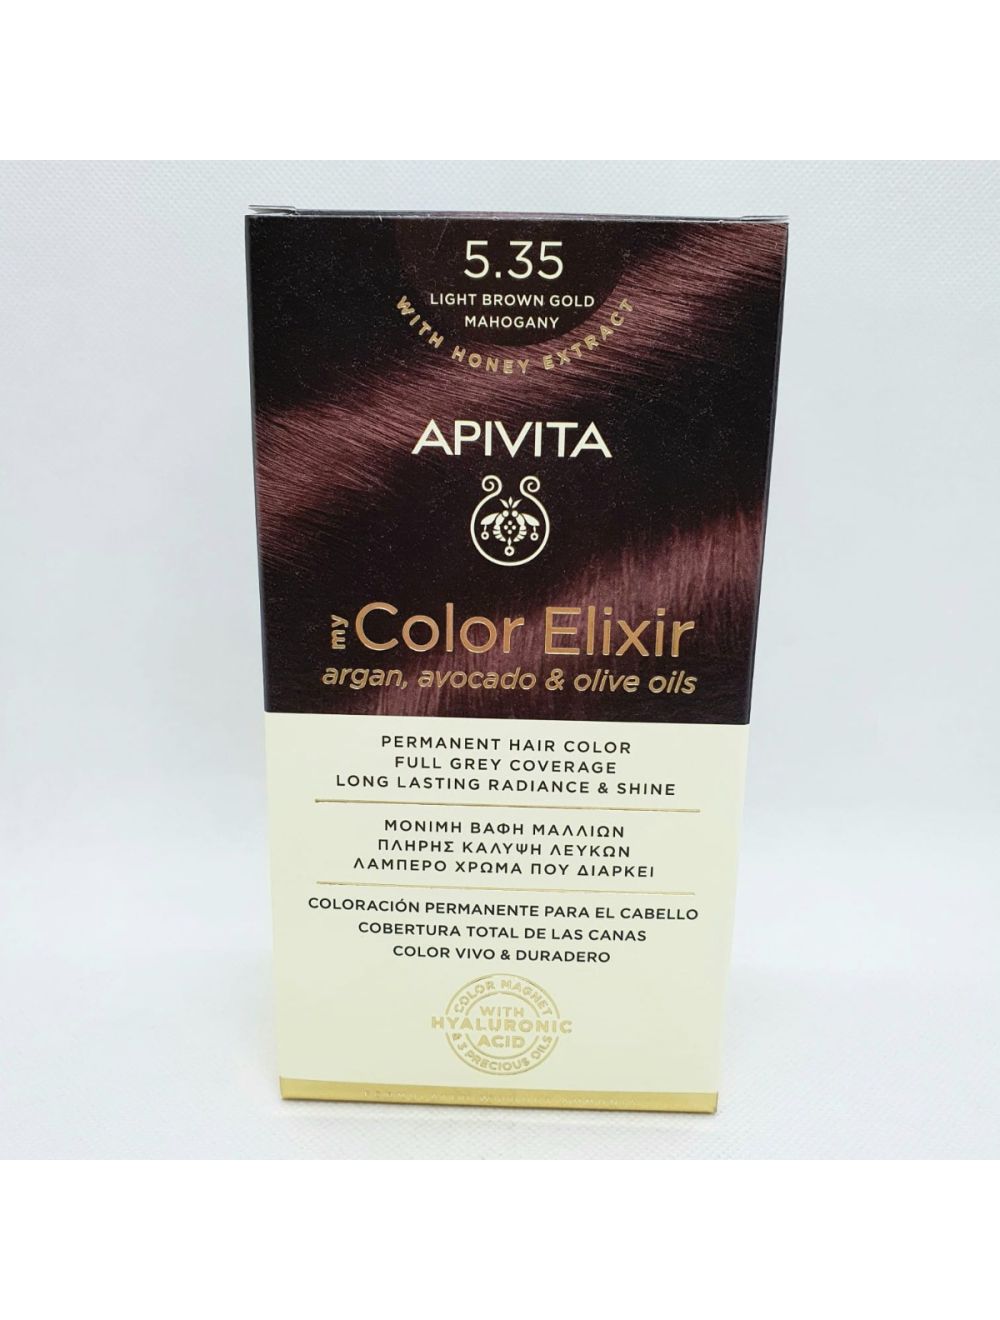 5.35
LIGHT BROWN GOLD
MAHOGANY
WITH HONEY EXTRACT
APIVITA
my Color Elixir
argan, avocado & olive oils
PERMANENT HAIR COLOR
FULL GREY COVERAGE
LONG LASTING RADIANCE & SHINE
ΜΟΝΙΜΗ ΒΑΦΗ ΜΑΛΛΙΩΝ
ΠΛΗΡΗΣ ΚΑΛΥΨΗ ΛΕΥΚΩΝ
ΛΑΜΠΕΡΟ ΧΡΩΜΑ ΠΟΥ ΔΙΑΡΚΕΙ
COLORACIÓN PERMANENTE PARA EL CABELLO
COBERTURA TOTAL DE LAS CANAS
COLOR VIVO & DURADERO
COLOR MAGNET
WITH
HYALURONIC
ACID
& 3 PRECIOUS OILS